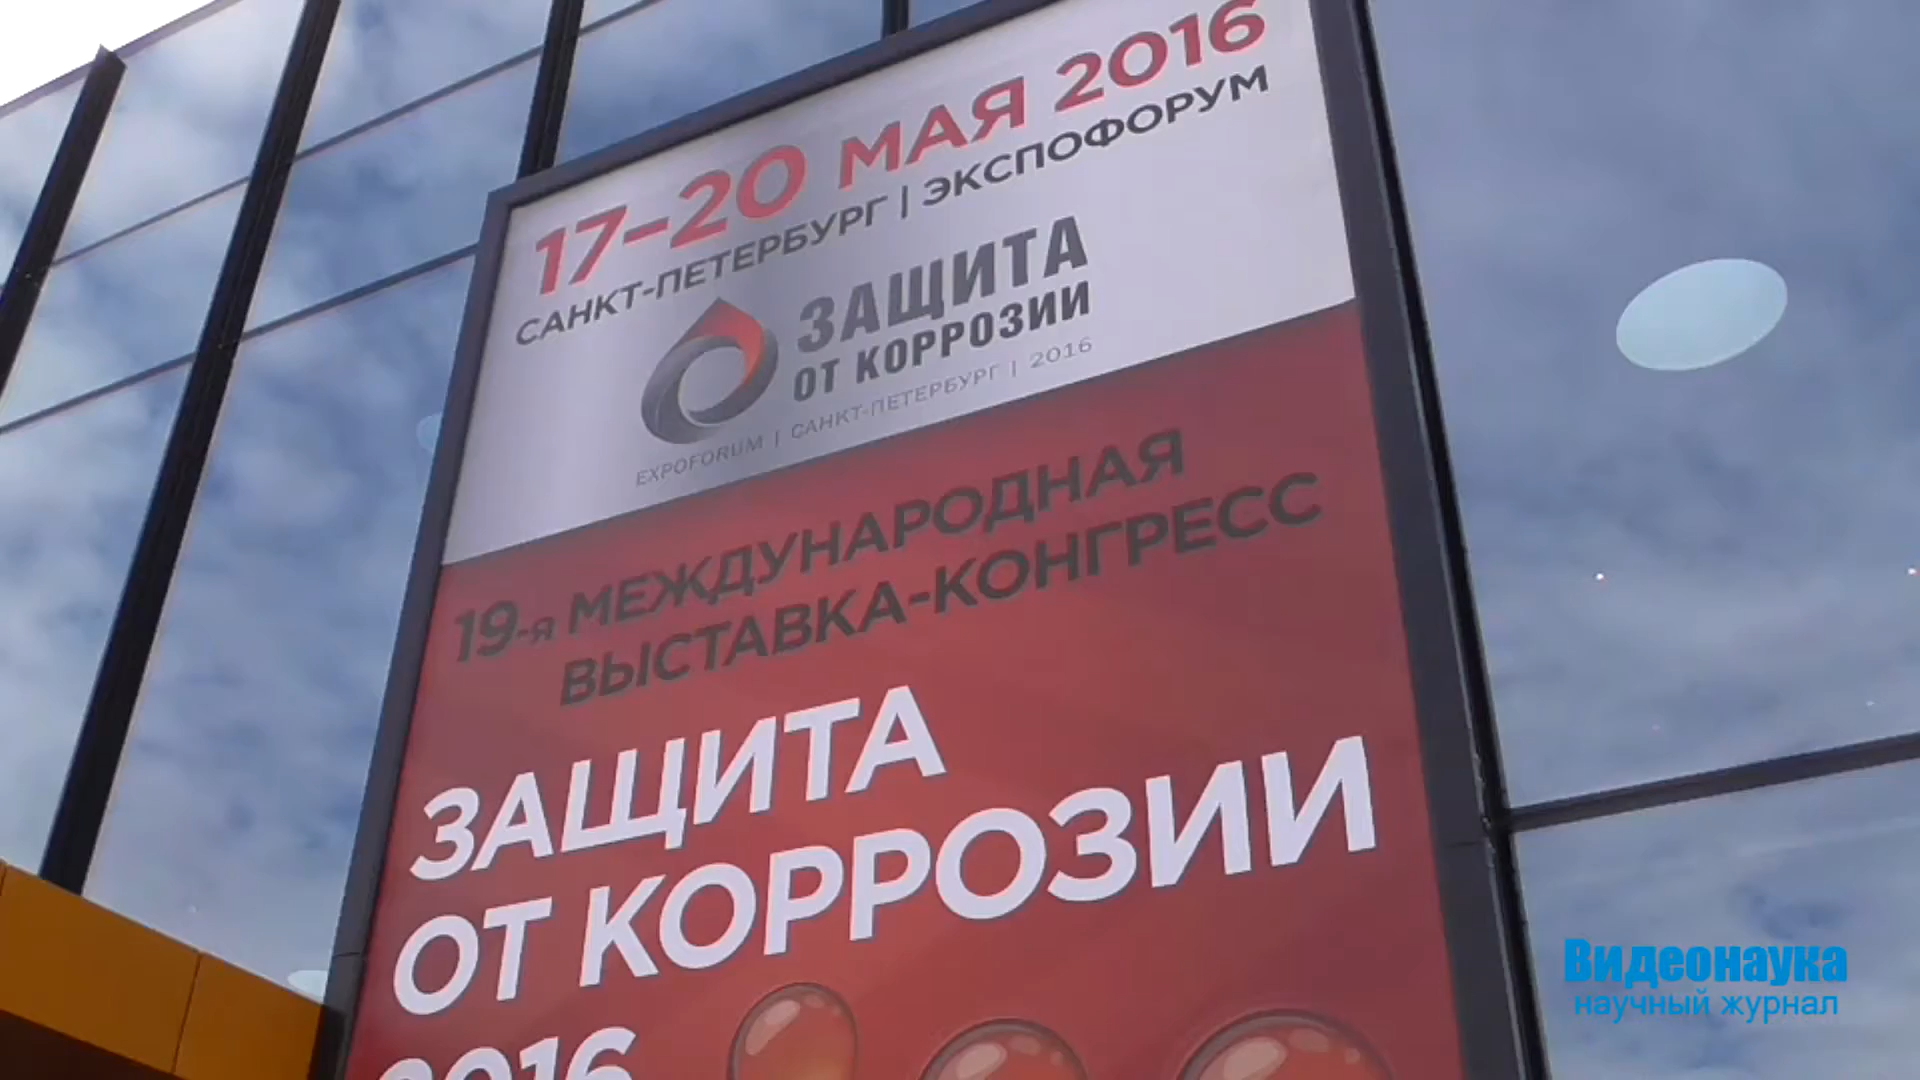 17-20 МАЯ 2016
САНКТ-ПЕТЕРБУРГ | ЭКСПОФОРУМ
ЗАЩИТА
ОТ КОРРОЗИИ
EXPOFORUM | САНКТ-ПЕТЕРБУРГ | 2016
19-я МЕЖДУНАРОДНАЯ
ВЫСТАВКА-КОНГРЕСС
ЗАЩИТА
ОТ КОРРОЗИИ
2016
Видеонаука
научный журнал